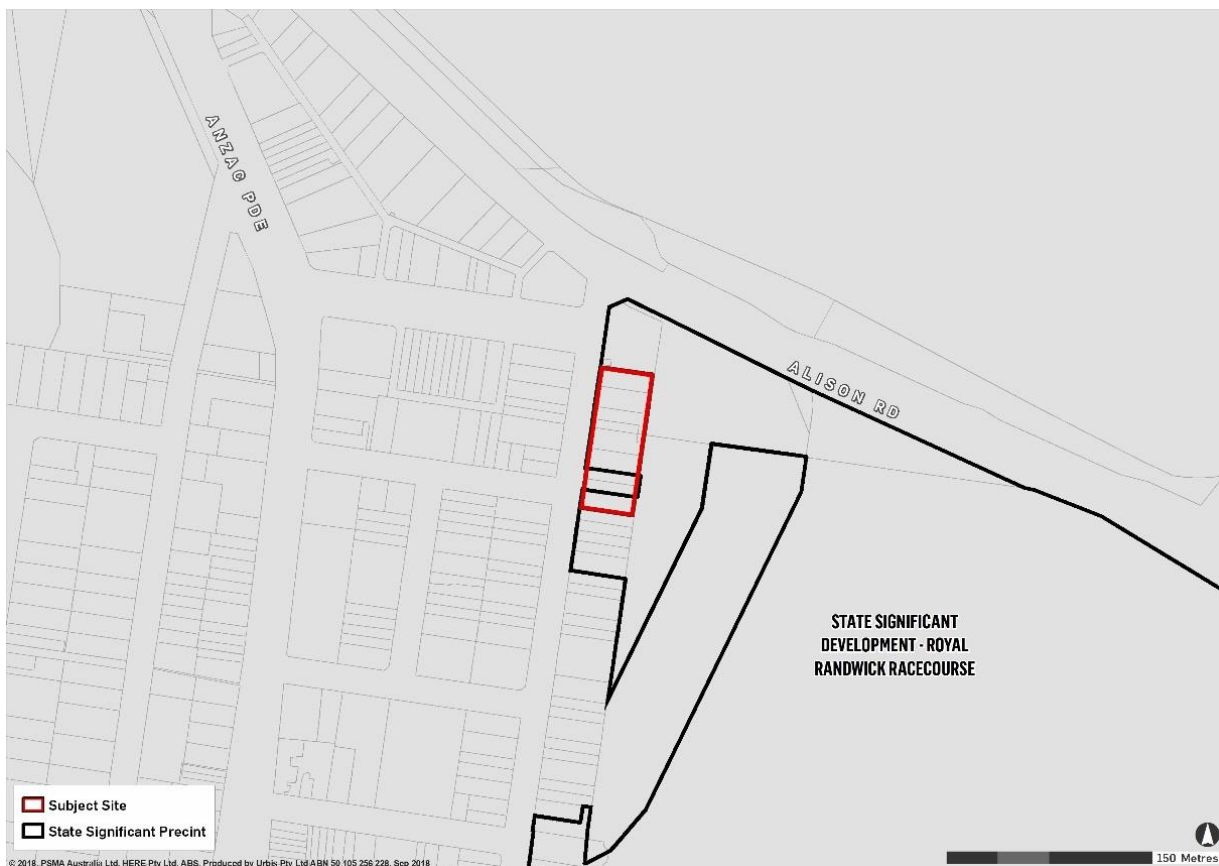 ANZAC PDE
ALISON RD
STATE SIGNIFICANT
DEVELOPMENT - ROYAL
RANDWICK RACECOURSE
Subject Site
State Significant Precint
© 2018. PSMA Australia Ltd, HERE Pty Ltd, ABS. Produced by Urbis Pty Ltd ABN 50 105 256 228, Sep 2018
150 Metres